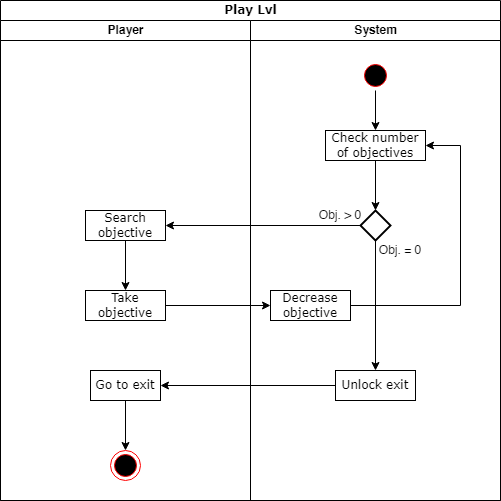 Play Lvl
Player
System
Check number
of objectives
Obj. > 0
Search
objective
Obj. = 0
Take
objective
Decrease
objective
Go to exit
Unlock exit